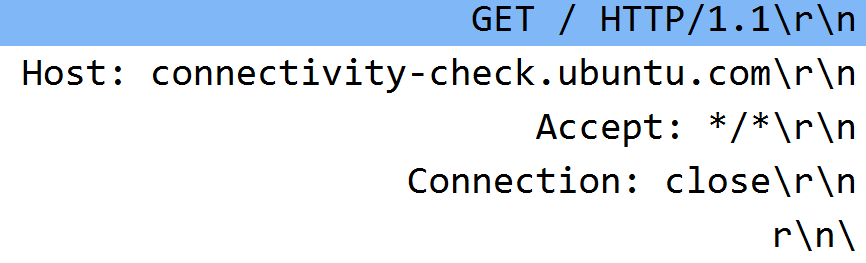 GET / HTTP/1.1\r\n
Host: connectivity-check.ubuntu.com\r\n
Accept: */*\r\n
Connection: close\r\n
r\n\